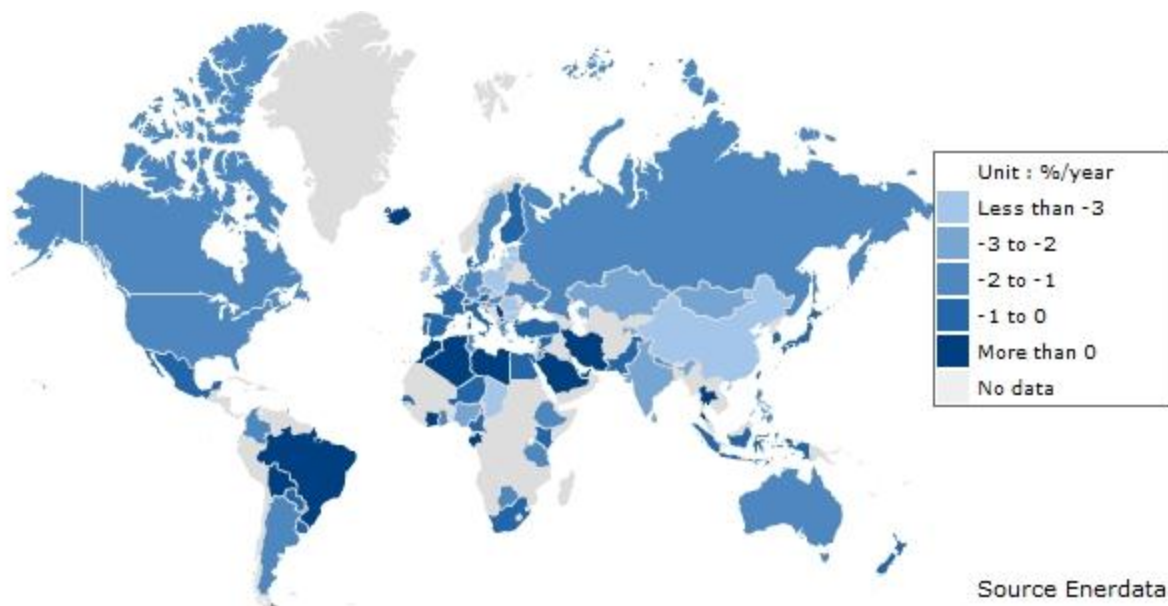 Unit : %/year
Less than -3
-3 to -2
-2 to -1
-1 to 0
More than 0
No data
Source Enerdata